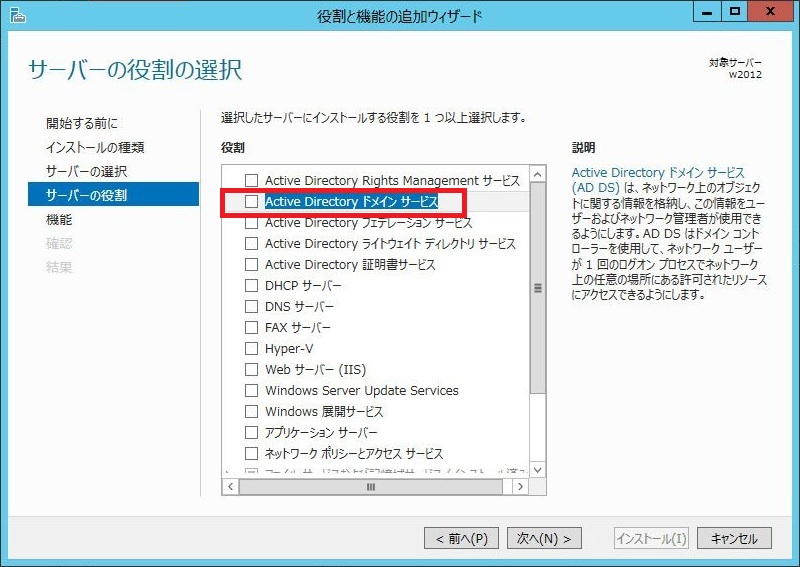 役割と機能の追加ウィザード
サーバーの役割の選択
対象サーバー
w2012
開始する前に
インストールの種類
サーバーの選択
サーバーの役割
機能
確認
結果
選択したサーバーにインストールする役割を 1 つ以上選択します。
役割
Active Directory Rights Management サービス
Active Directory ドメイン サービス
Active Directory フェデレーション サービス
Active Directory ライトウェイト ディレクトリ サービス
Active Directory 証明書サービス
DHCP サーバー
DNS サーバー
FAX サーバー
Hyper-V
Web サーバー (IIS)
Windows Server Update Services
Windows 展開サービス
アプリケーション サーバー
ネットワーク ポリシーとアクセス サービス
説明
Active Directory ドメイン サービス
(AD DS) は、ネットワーク上のオブジェ
クトに関する情報を格納し、この情報をユ
ーザーおよびネットワーク管理者が使用でき
るようにします。AD DS はドメイン コント
ローラーを使用して、ネットワーク ユーザー
が 1 回のログオン プロセスでネットワーク
上の任意の場所にある許可されたリソース
にアクセスできるようにします。
< 前へ(P)
次へ(N) >
インストール(I)
キャンセル